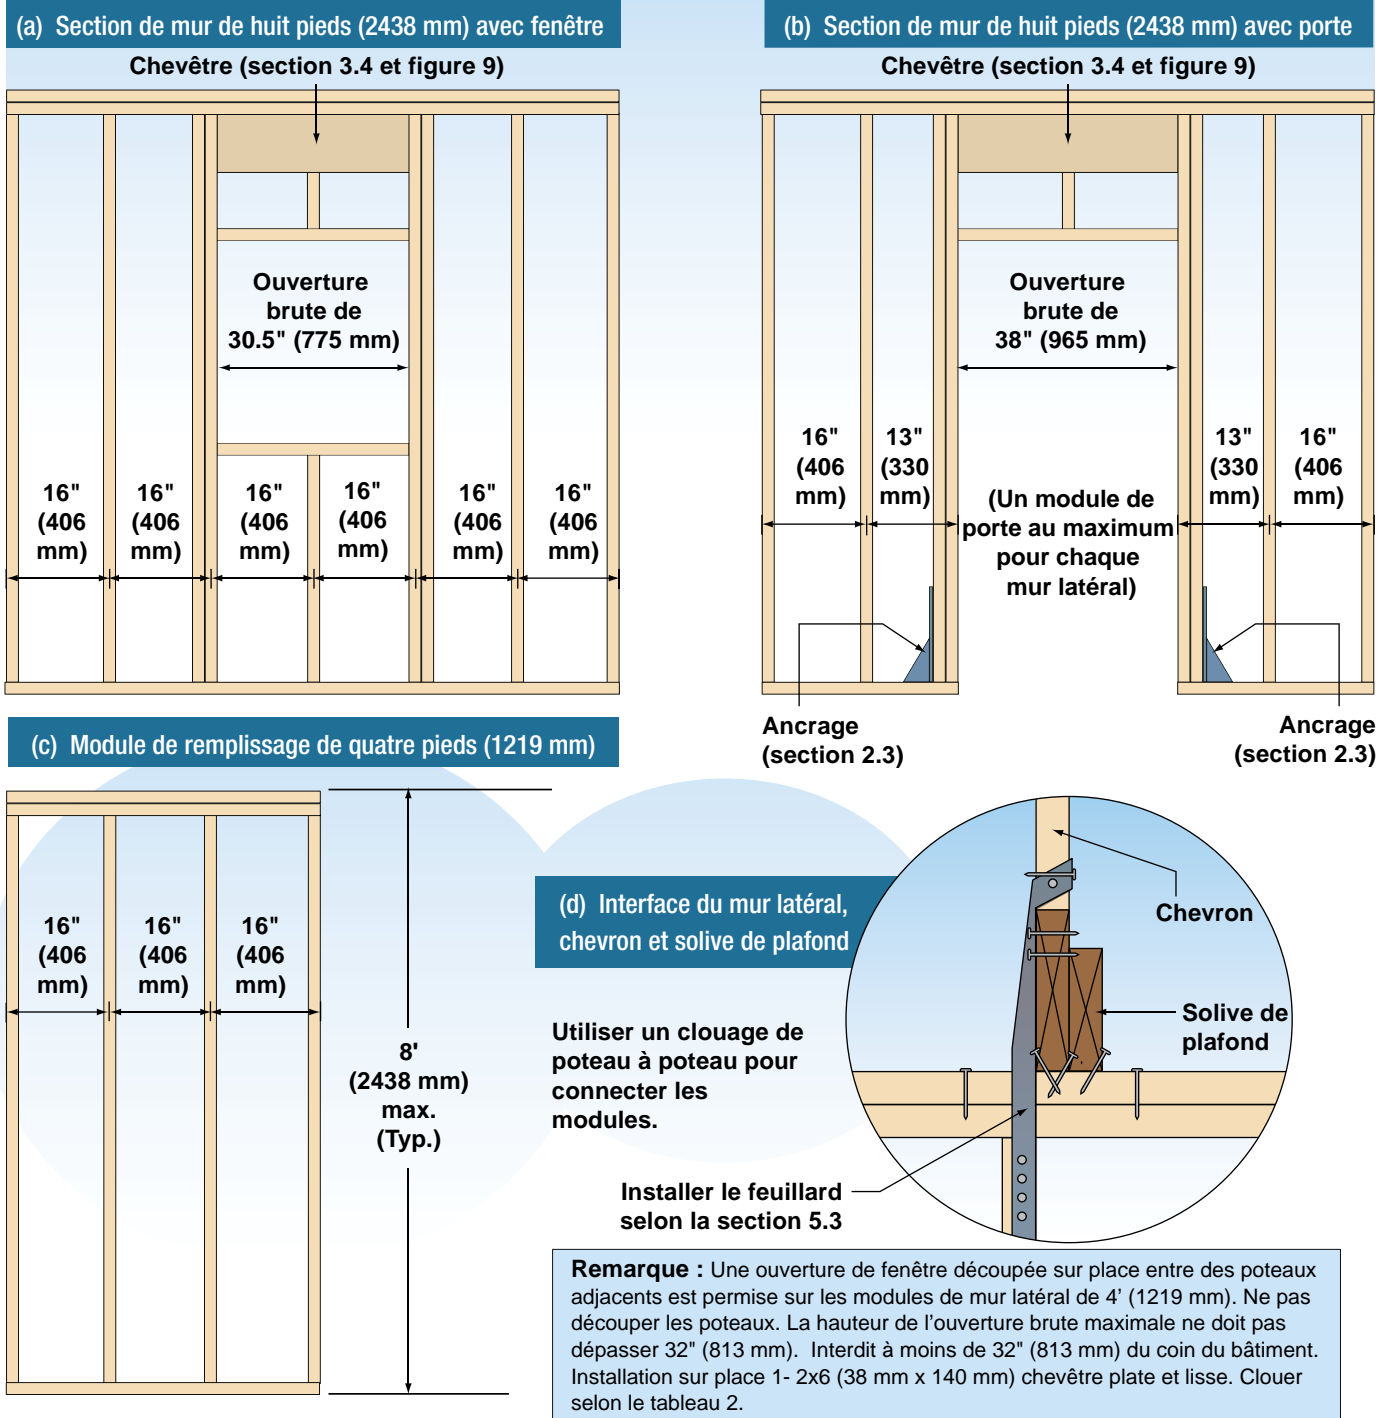 (a) Section de mur de huit pieds (2438 mm) avec fenêtre
Chevêtre (section 3.4 et figure 9)
Ouverture
brute de
30.5" (775 mm)
16"
(406
mm)
16"
(406
mm)
16"
(406
mm)
16"
(406
mm)
16"
(406
mm)
16"
(406
mm)
(b) Section de mur de huit pieds (2438 mm) avec porte
Chevêtre (section 3.4 et figure 9)
Ouverture
brute de
38" (965 mm)
16"
(406
mm)
13"
(330
mm)
(Un module de
porte au maximum
pour chaque
mur latéral)
13"
(330
mm)
16"
(406
mm)
Ancrage
(section 2.3)
Ancrage
(section 2.3)
(c) Module de remplissage de quatre pieds (1219 mm)
16"
(406
mm)
16"
(406
mm)
16"
(406
mm)
8'
(2438 mm)
max.
(Typ.)
(d) Interface du mur latéral,
chevron et solive de plafond
Utiliser un clouage de
poteau à poteau pour
connecter les
modules.
Chevron
Solive de
plafond
Installer le feuillard
selon la section 5.3
Remarque : Une ouverture de fenêtre découpée sur place entre des poteaux
adjacents est permise sur les modules de mur latéral de 4’ (1219 mm). Ne pas
découper les poteaux. La hauteur de l’ouverture brute maximale ne doit pas
dépasser 32" (813 mm). Interdit à moins de 32" (813 mm) du coin du bâtiment.
Installation sur place 1- 2x6 (38 mm x 140 mm) chevêtre plate et lisse. Clouer
selon le tableau 2.